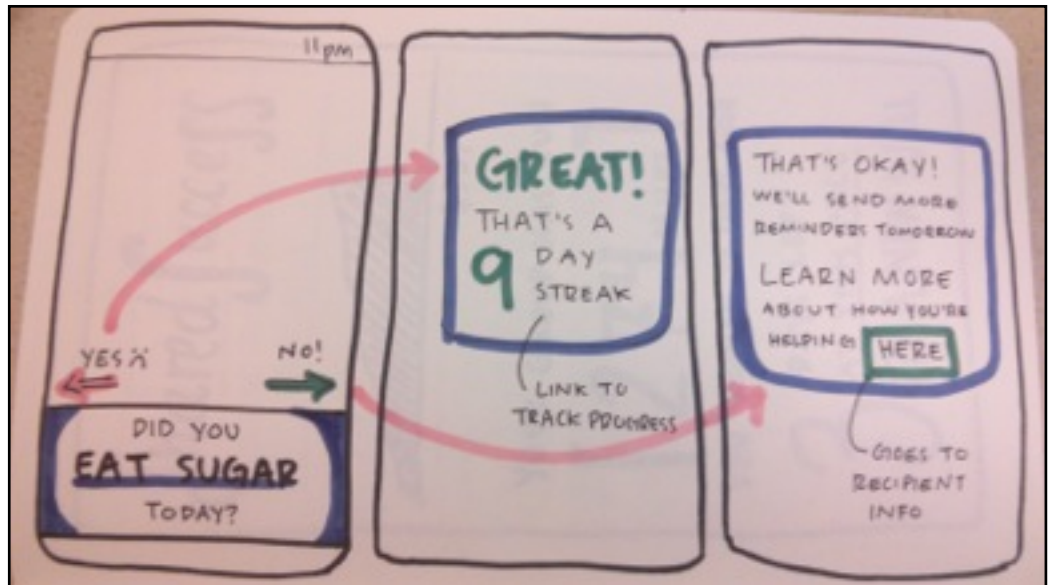 11pm
YES :(
NO!
DID YOU
EAT SUGAR
TODAY?
GREAT!
THAT'S A
9 DAY
STREAK
LINK TO
TRACK PROGRESS
THAT'S OKAY!
WE'LL SEND MORE
REMINDERS TOMORROW
LEARN MORE
ABOUT HOW YOU'RE
HELPING HERE
GOES TO
RECIPIENT
INFO